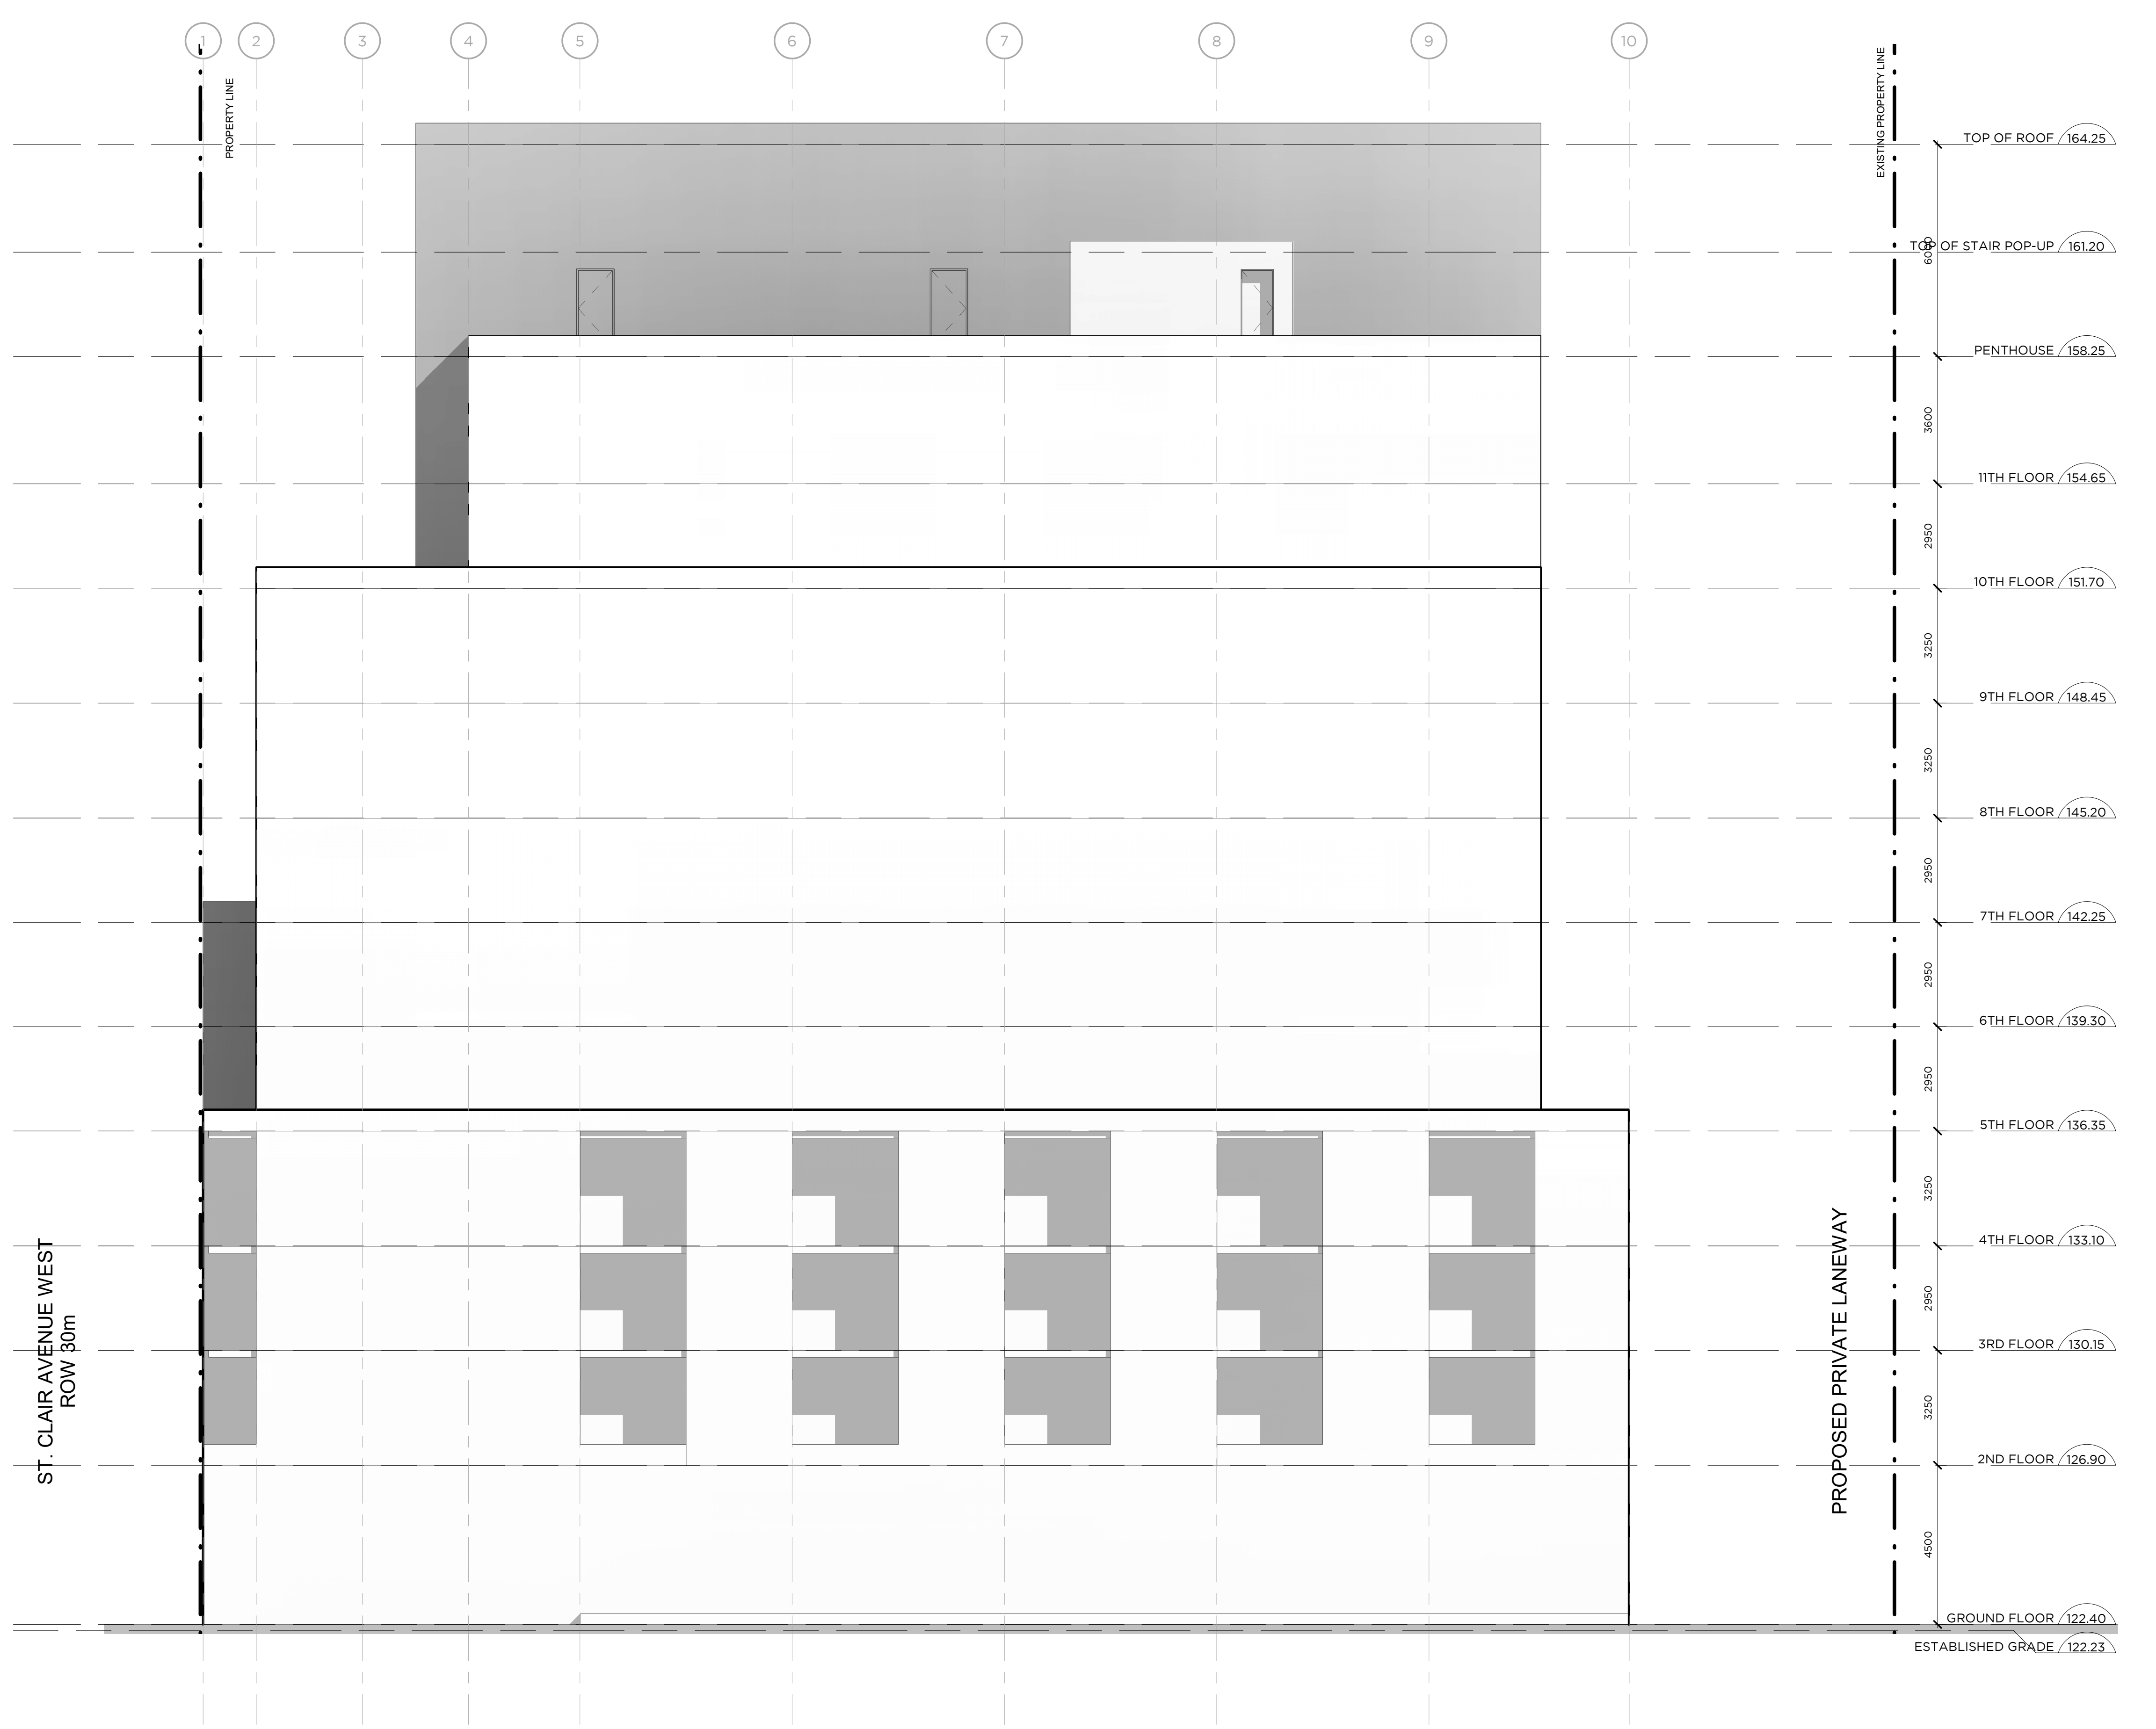 1 2 3 4 5 6 7 8 9 10
PROPERTY LINE
EXISTING PROPERTY LINE
TOP OF ROOF 164.25
TOP OF STAIR POP-UP 161.20
PENTHOUSE 158.25
3600
11TH FLOOR 154.65
2950
10TH FLOOR 151.70
3250
9TH FLOOR 148.45
3250
8TH FLOOR 145.20
2950
7TH FLOOR 142.25
2950
6TH FLOOR 139.30
2950
5TH FLOOR 136.35
3250
4TH FLOOR 133.10
2950
3RD FLOOR 130.15
3250
2ND FLOOR 126.90
4500
GROUND FLOOR 122.40
ESTABLISHED GRADE 122.23
ST. CLAIR AVENUE WEST
ROW 30m
PROPOSED PRIVATE LANEWAY